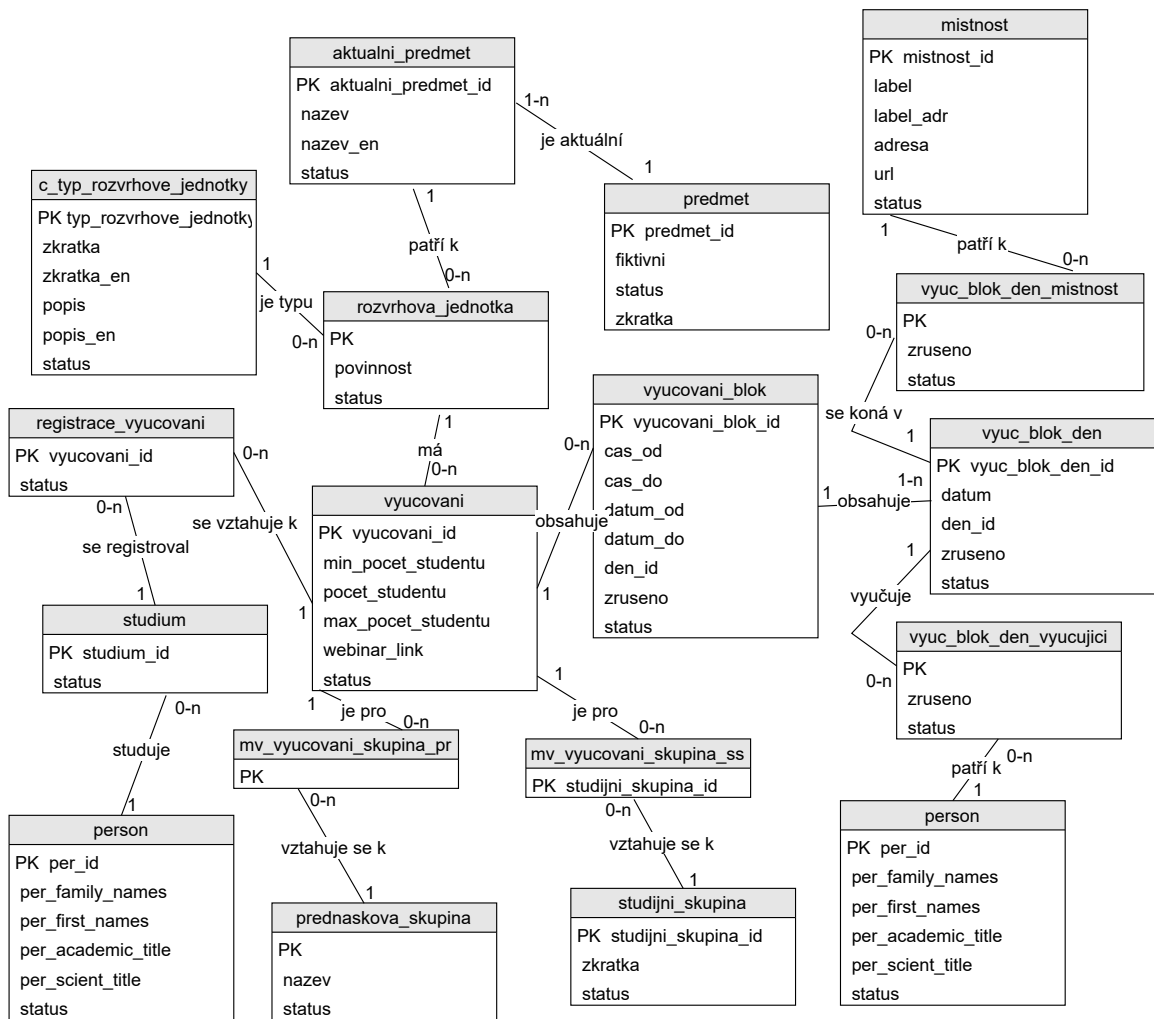 aktualni_predmet
PK aktualni_predmet_id
nazev
nazev_en
status
1-n
je aktuální
1
predmet
PK predmet_id
fiktivni
status
zkratka
mistnost
PK mistnost_id
label
label_adr
adresa
url
status
1
patří k
0-n
vyuc_blok_den_mistnost
PK
zruseno
status
0-n
se koná v
1
c_typ_rozvrhove_jednotky
PK typ_rozvrhove_jednotky
zkratka
zkratka_en
popis
popis_en
status
1
je typu
0-n
1
patří k
0-n
rozvrhova_jednotka
PK
povinnost
status
1
má
0-n
registrace_vyucovani
PK vyucovani_id
status
0-n
se vztahuje k
1
0-n
se registroval
1
studium
PK studium_id
status
0-n
studuje
1
person
PK per_id
per_family_names
per_first_names
per_academic_title
per_scient_title
status
vyucovani
PK vyucovani_id
min_pocet_studentu
pocet_studentu
max_pocet_studentu
webinar_link
status
0-n
obsahuje
1
vyucovani_blok
PK vyucovani_blok_id
cas_od
cas_do
datum_od
datum_do
den_id
zruseno
status
1
obsahuje
1-n
vyuc_blok_den
PK vyuc_blok_den_id
datum
den_id
zruseno
status
1
vyučuje
0-n
vyuc_blok_den_vyucujici
PK
zruseno
status
0-n
patří k
1
person
PK per_id
per_family_names
per_first_names
per_academic_title
per_scient_title
status
1
je pro
0-n
mv_vyucovani_skupina_pr
PK
0-n
vztahuje se k
1
prednaskova_skupina
PK
nazev
status
1
je pro
0-n
mv_vyucovani_skupina_ss
PK studijni_skupina_id
0-n
vztahuje se k
1
studijni_skupina
PK studijni_skupina_id
zkratka
status